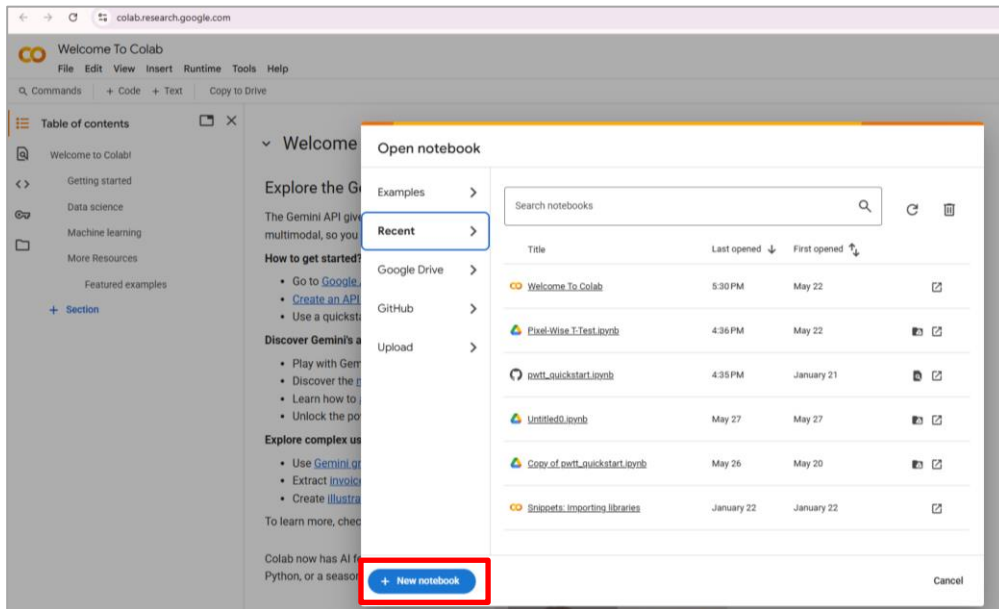 colab.research.google.com
Welcome To Colab
File Edit View Insert Runtime Tools Help
Commands + Code + Text Copy to Drive
Table of contents
Welcome to Colab!
Getting started
Data science
Machine learning
More Resources
Featured examples
+ Section
Welcome
Explore the Ge
The Gemini API give
multimodal, so you
How to get started?
• Go to Google
• Create an API
• Use a quicksta
Discover Gemini's a
• Play with Gem
• Discover the
• Learn how to
• Unlock the po
Explore complex us
• Use Gemini gr
• Extract invoic
• Create illustra
To learn more, chec
Colab now has AI fe
Python, or a season
Open notebook
Examples
Recent
Google Drive
GitHub
Upload
Search notebooks
Title Last opened First opened
Welcome To Colab 5:30 PM May 22
Pixel-Wise T-Test.ipynb 4:36 PM May 22
pwtt_quickstart.ipynb 4:35 PM January 21
Untitled0.ipynb May 27 May 27
Copy of pwtt_quickstart.ipynb May 26 May 20
Snippets: Importing libraries January 22 January 22
+ New notebook
Cancel